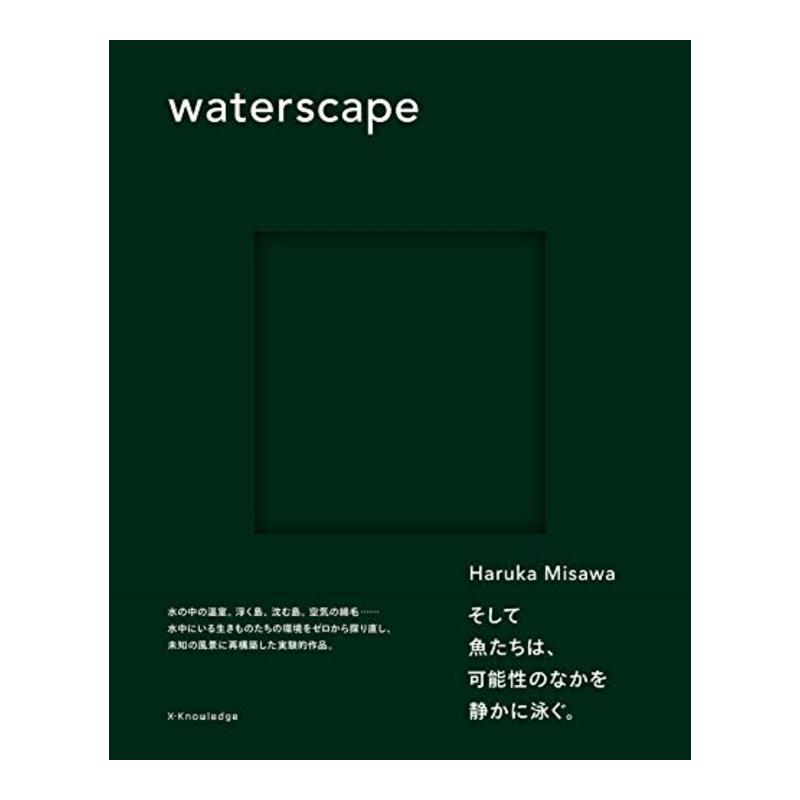 waterscape
Haruka Misawa
水の中の温室。浮く島、沈む島。空気の綿毛……
水中にいる生きものたちの環境をゼロから探り直し、
未知の風景に再構築した実験的作品。
そして
魚たちは、
可能性のなかを
静かに泳ぐ。
X-Knowledge